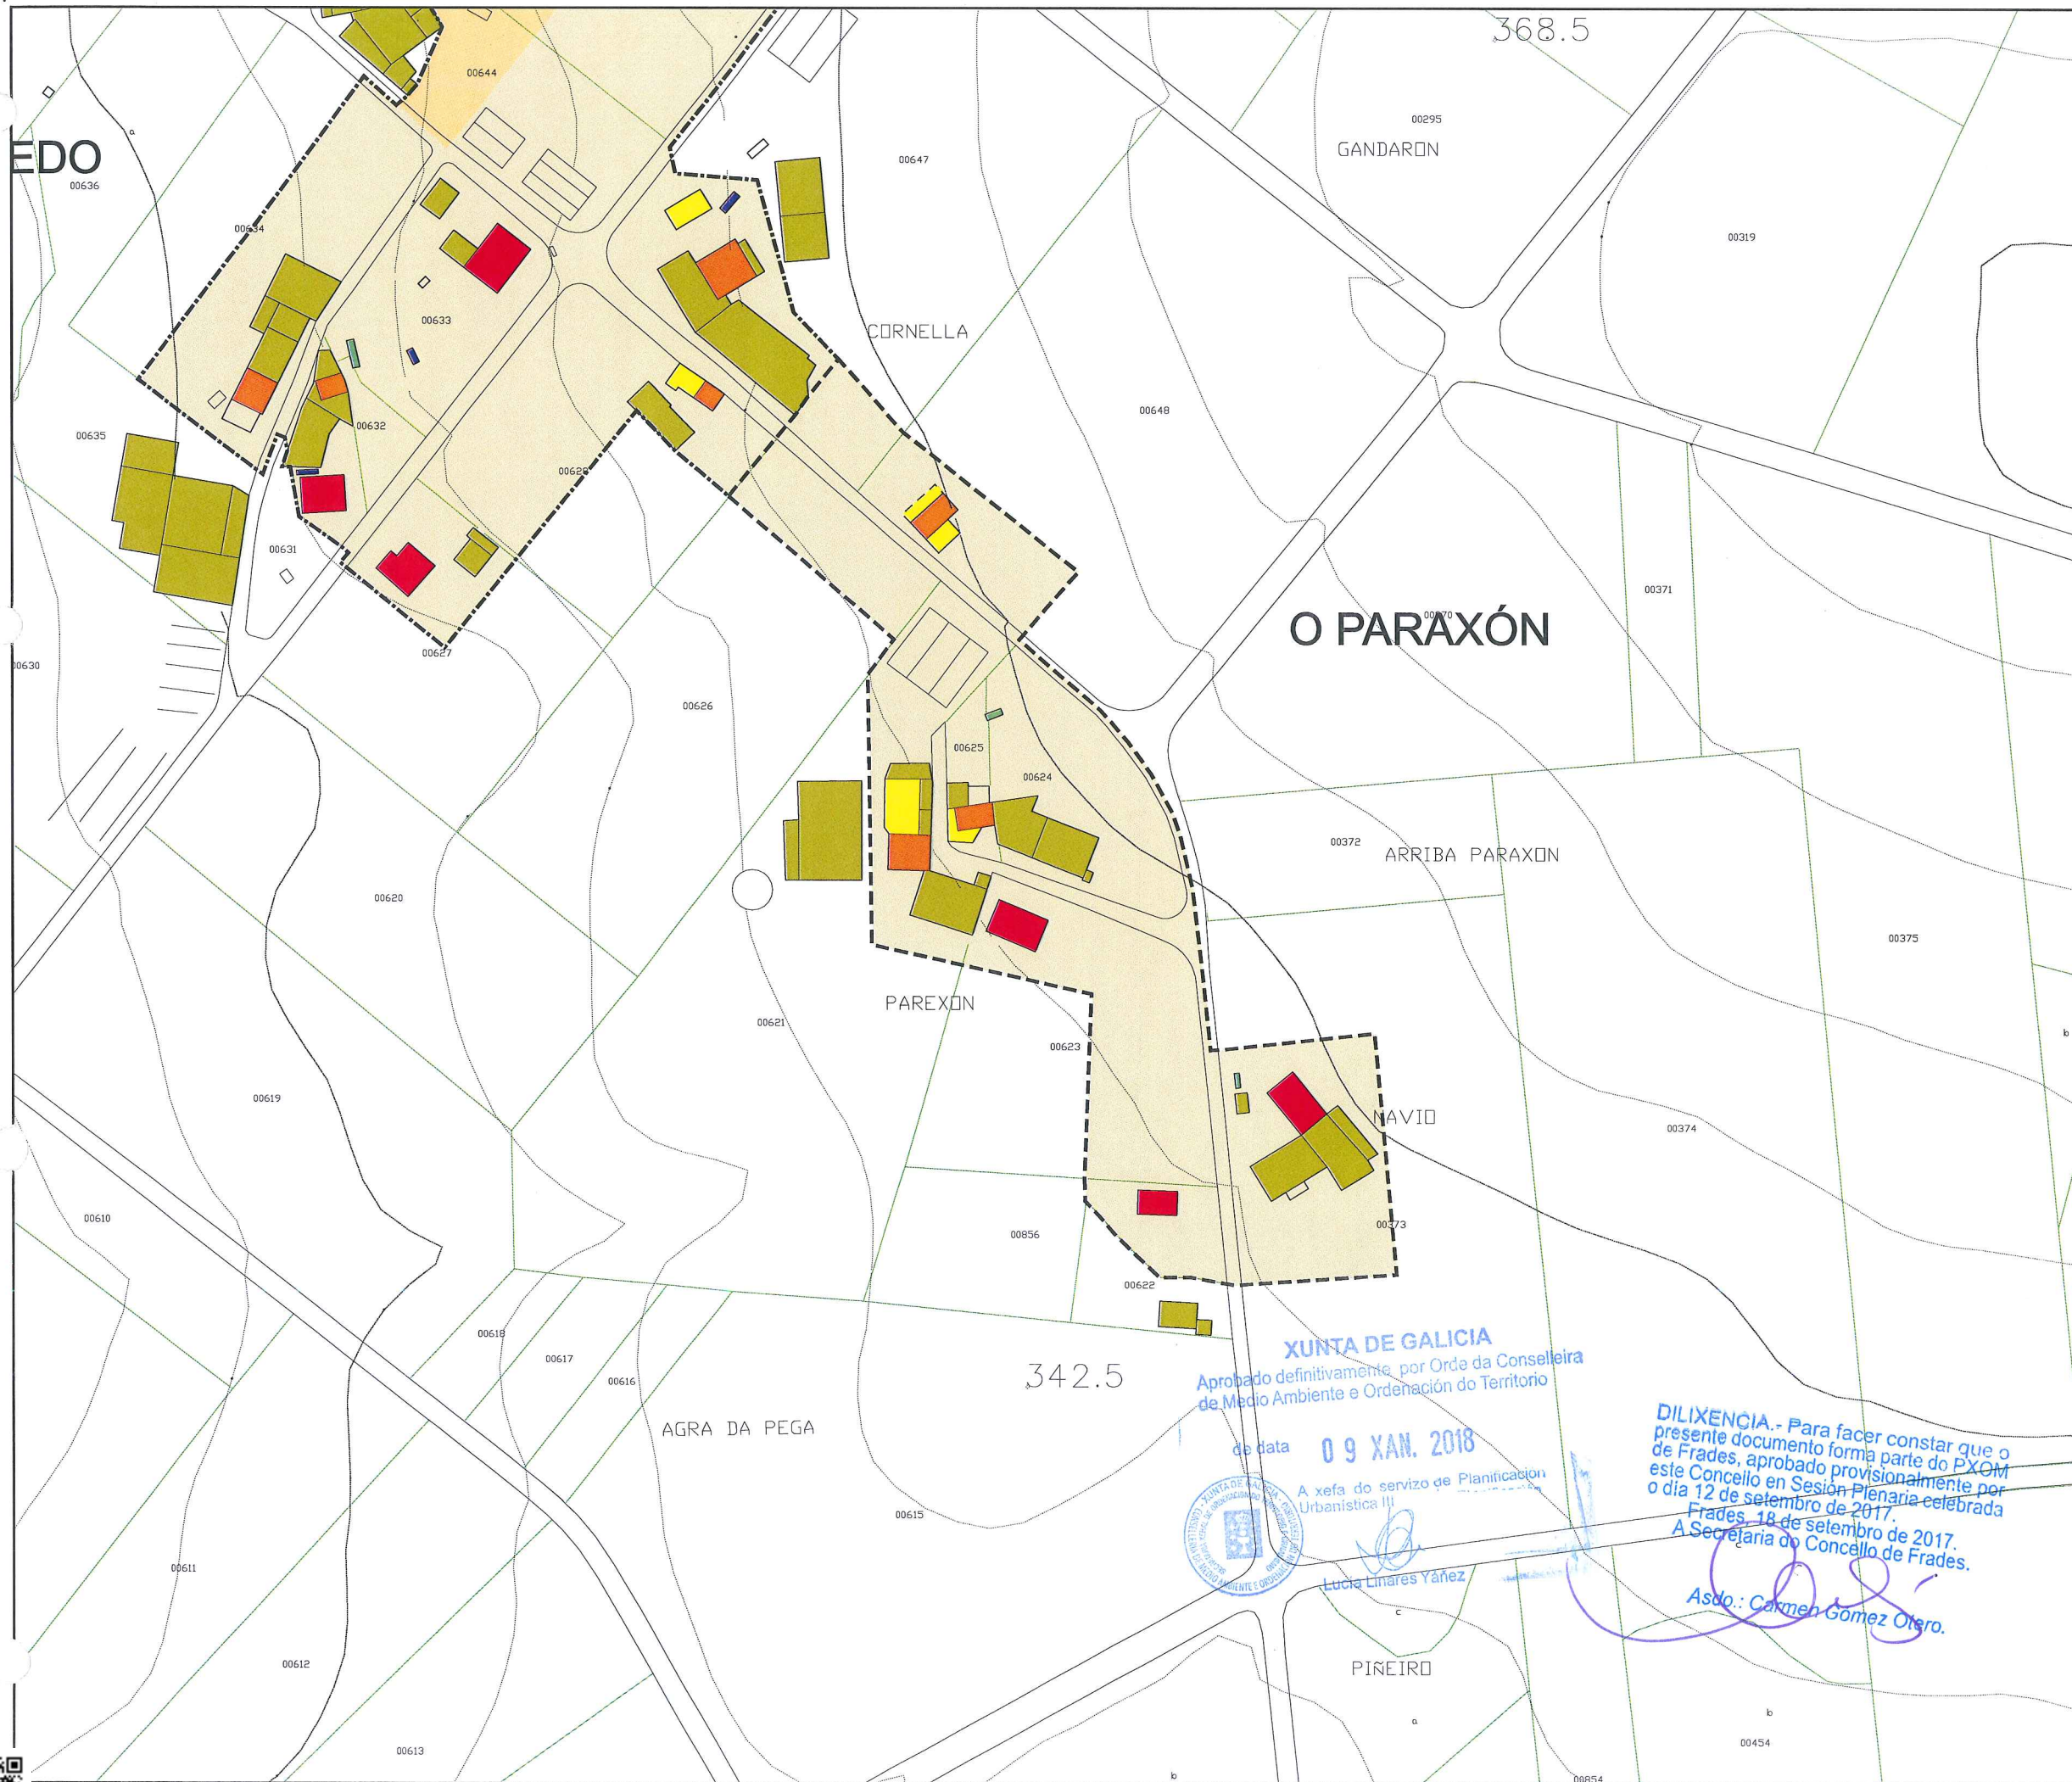 368.5
00644
00295
GANDARON
EDO
00636
00647
00634
00319
00633
CORNELLA
00648
00635
00632
00628
00631
00371
O PARAXÓN
00627
00626
00625
00624
00372
ARRIBA PARAXON
00620
00375
PAREXON
00621
00623
00619
NAVIO
00374
00610
00373
00856
00622
00618
00617
00616
342.5
AGRA DA PEGA
XUNTA DE GALICIA
Aprobado definitivamente por Orde da Conselleira
de Medio Ambiente e Ordenación do Territorio
de data 09 XAN. 2018
A xefa do servizo de Planificación
Urbanística III
Lucía Linares Yáñez
DILIXENCIA.- Para facer constar que o
presente documento forma parte do PXOM
de Frades, aprobado provisionalmente por
este Concello en Sesión Plenaria celebrada
o día 12 de setembro de 2017.
Frades, 18 de setembro de 2017.
A Secretaria do Concello de Frades.
Asdo.: Carmen Gómez Otero.
00615
00611
c
00612
PIÑEIRO
a
b
00454
00613
b
00854